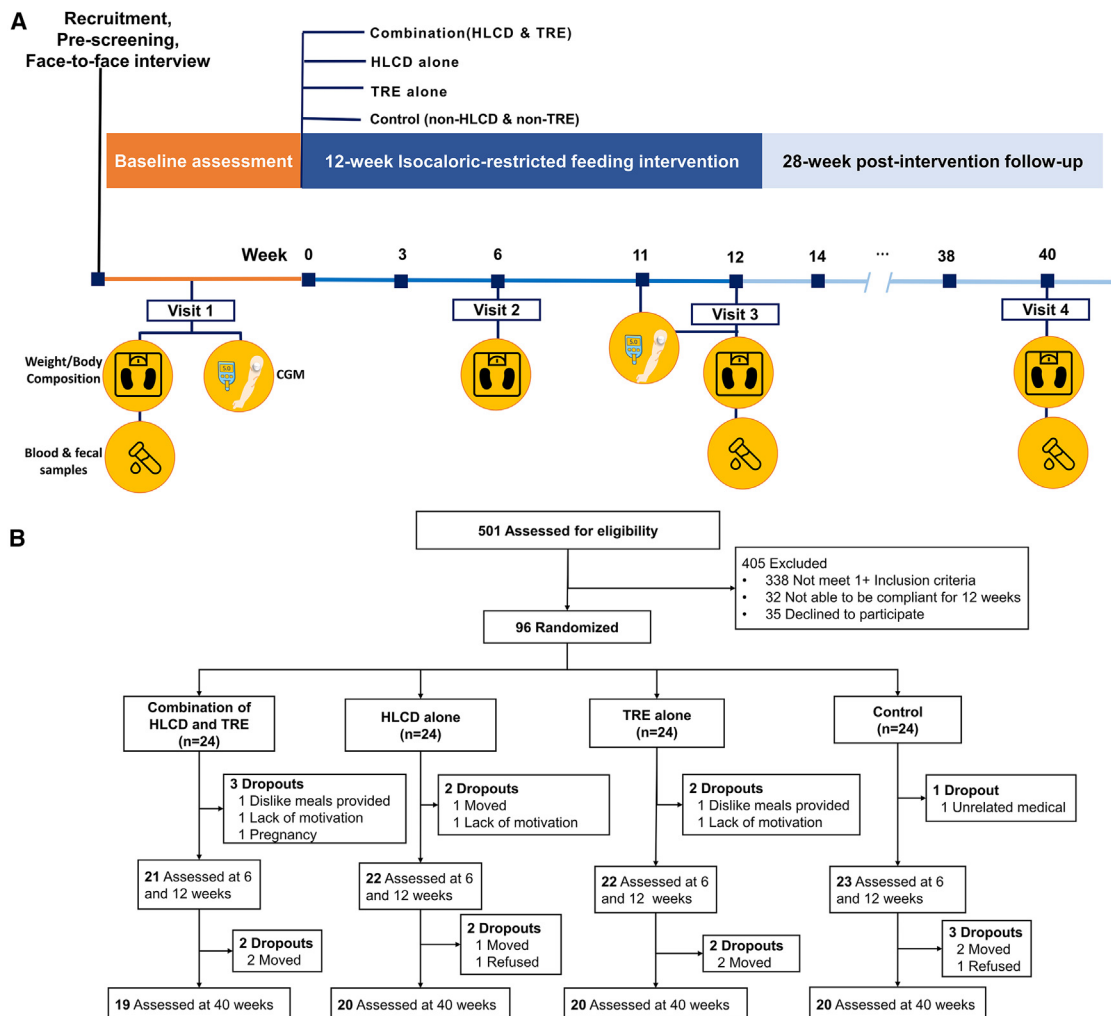 A
Recruitment,
Pre-screening,
Face-to-face interview
Combination(HLCD & TRE)
HLCD alone
TRE alone
Control (non-HLCD & non-TRE)
Baseline assessment
12-week Isocaloric-restricted feeding intervention
28-week post-intervention follow-up
Week 0 3 6 11 12 14 ... 38 40
Visit 1
Visit 2
Visit 3
Visit 4
Weight/Body
Composition
CGM
Blood & fecal
samples
B
501 Assessed for eligibility
405 Excluded
• 338 Not meet 1+ Inclusion criteria
• 32 Not able to be compliant for 12 weeks
• 35 Declined to participate
96 Randomized
Combination of
HLCD and TRE
(n=24)
HLCD alone
(n=24)
TRE alone
(n=24)
Control
(n=24)
3 Dropouts
1 Dislike meals provided
1 Lack of motivation
1 Pregnancy
2 Dropouts
1 Moved
1 Lack of motivation
2 Dropouts
1 Dislike meals provided
1 Lack of motivation
1 Dropout
1 Unrelated medical
21 Assessed at 6
and 12 weeks
22 Assessed at 6
and 12 weeks
22 Assessed at 6
and 12 weeks
23 Assessed at 6
and 12 weeks
2 Dropouts
2 Moved
2 Dropouts
1 Moved
1 Refused
2 Dropouts
2 Moved
3 Dropouts
2 Moved
1 Refused
19 Assessed at 40 weeks
20 Assessed at 40 weeks
20 Assessed at 40 weeks
20 Assessed at 40 weeks